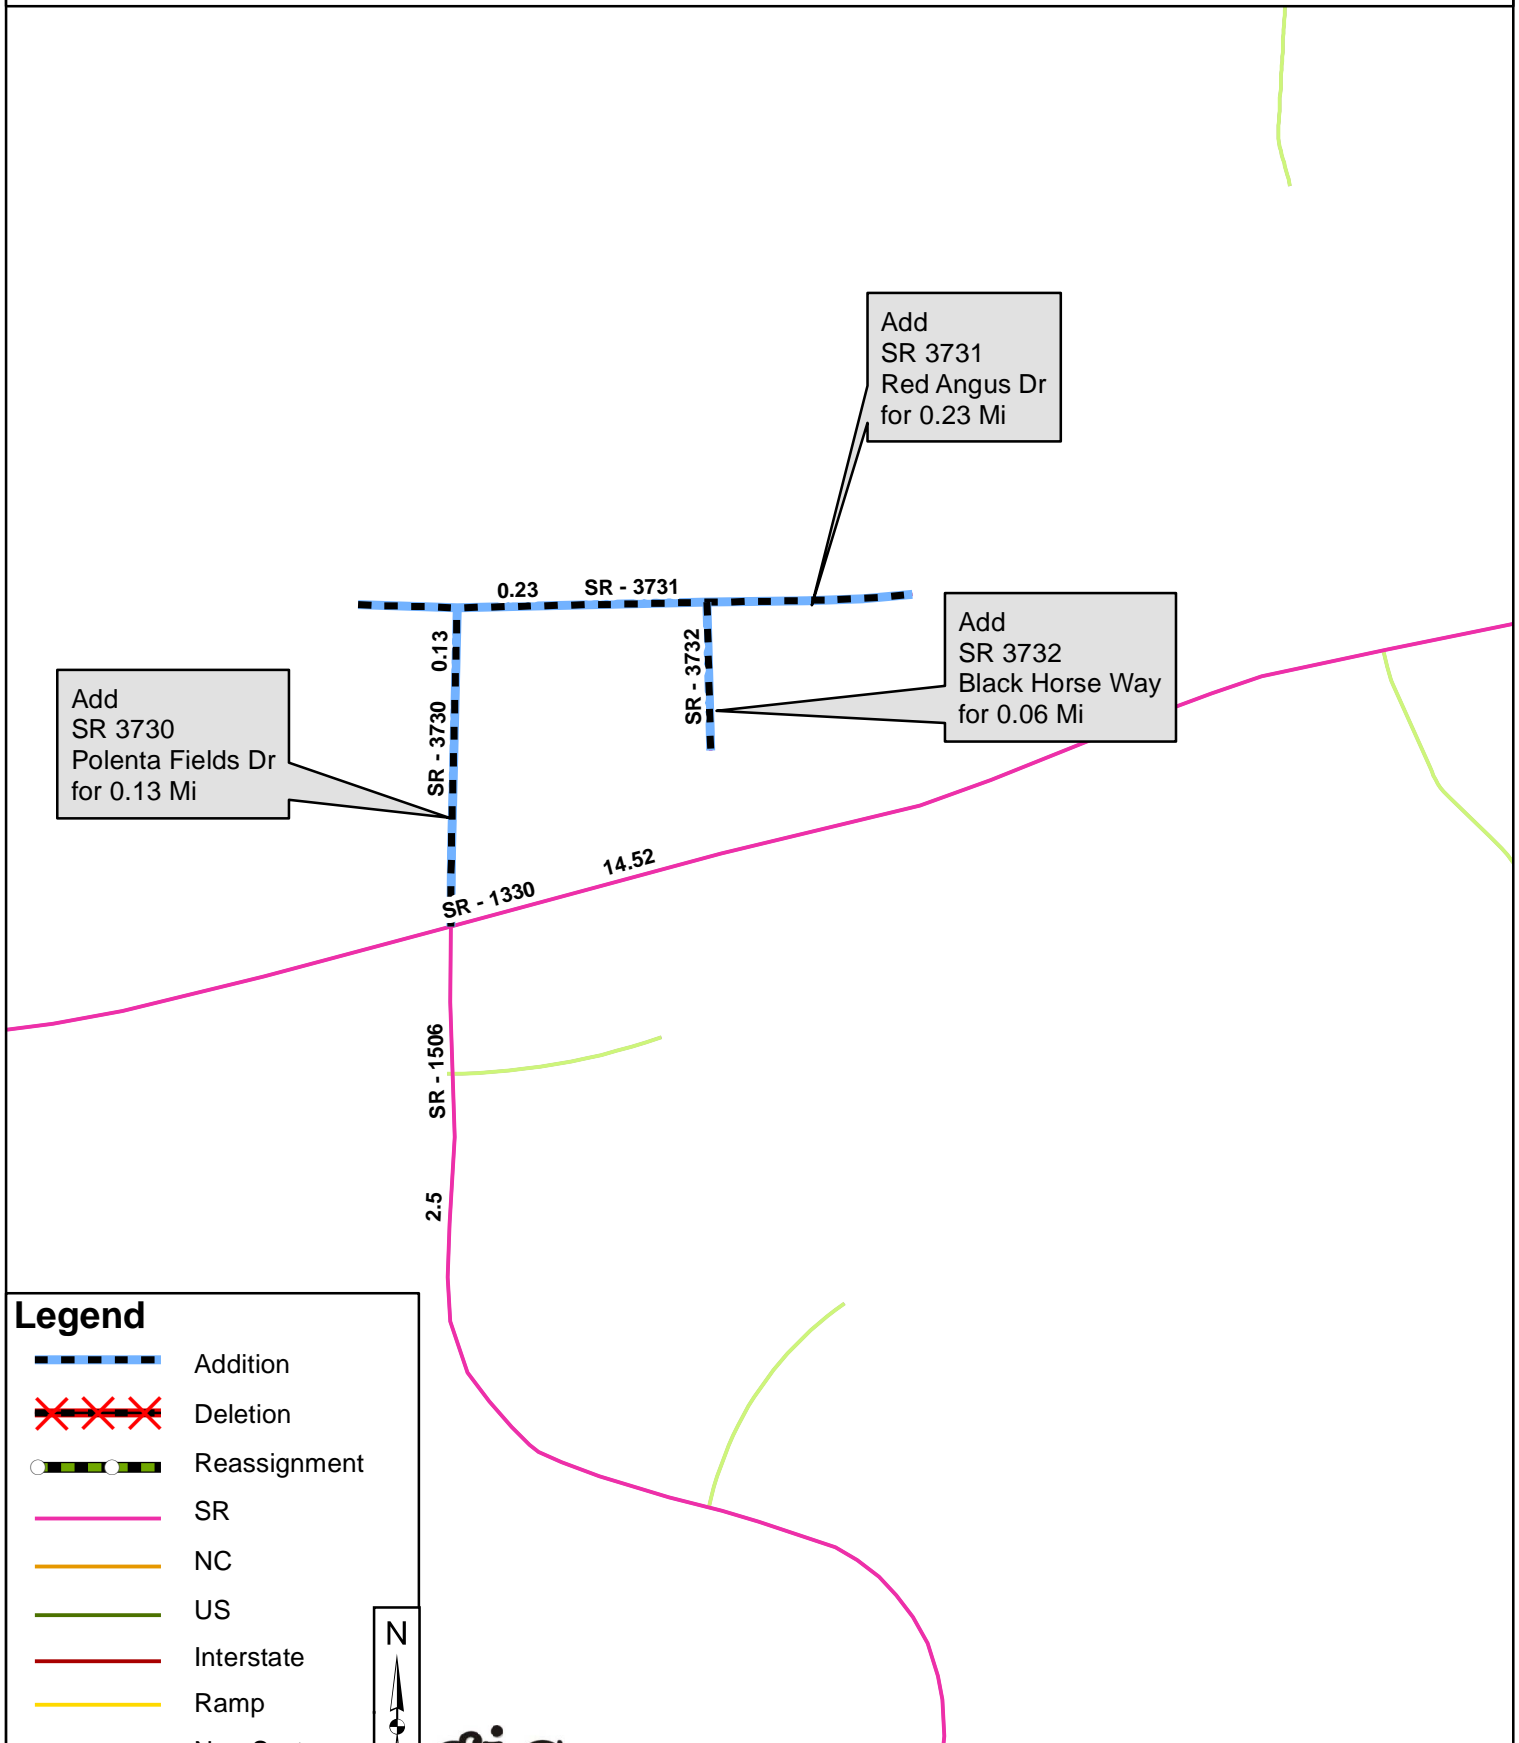 Add
SR 3731
Red Angus Dr
for 0.23 Mi
0.23
SR - 3731
Add
SR 3732
Black Horse Way
for 0.06 Mi
0.13
SR - 3732
Add
SR 3730
Polenta Fields Dr
for 0.13 Mi
SR - 3730
14.52
SR - 1330
SR - 1506
2.5
Legend
Addition
Deletion
Reassignment
SR
NC
US
Interstate
Ramp
N